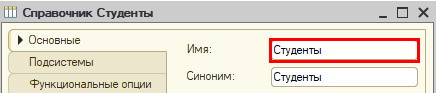 Справочник Студенты
Основные
Имя: Студенты
Подсистемы
Синоним: Студенты
Функциональные опции